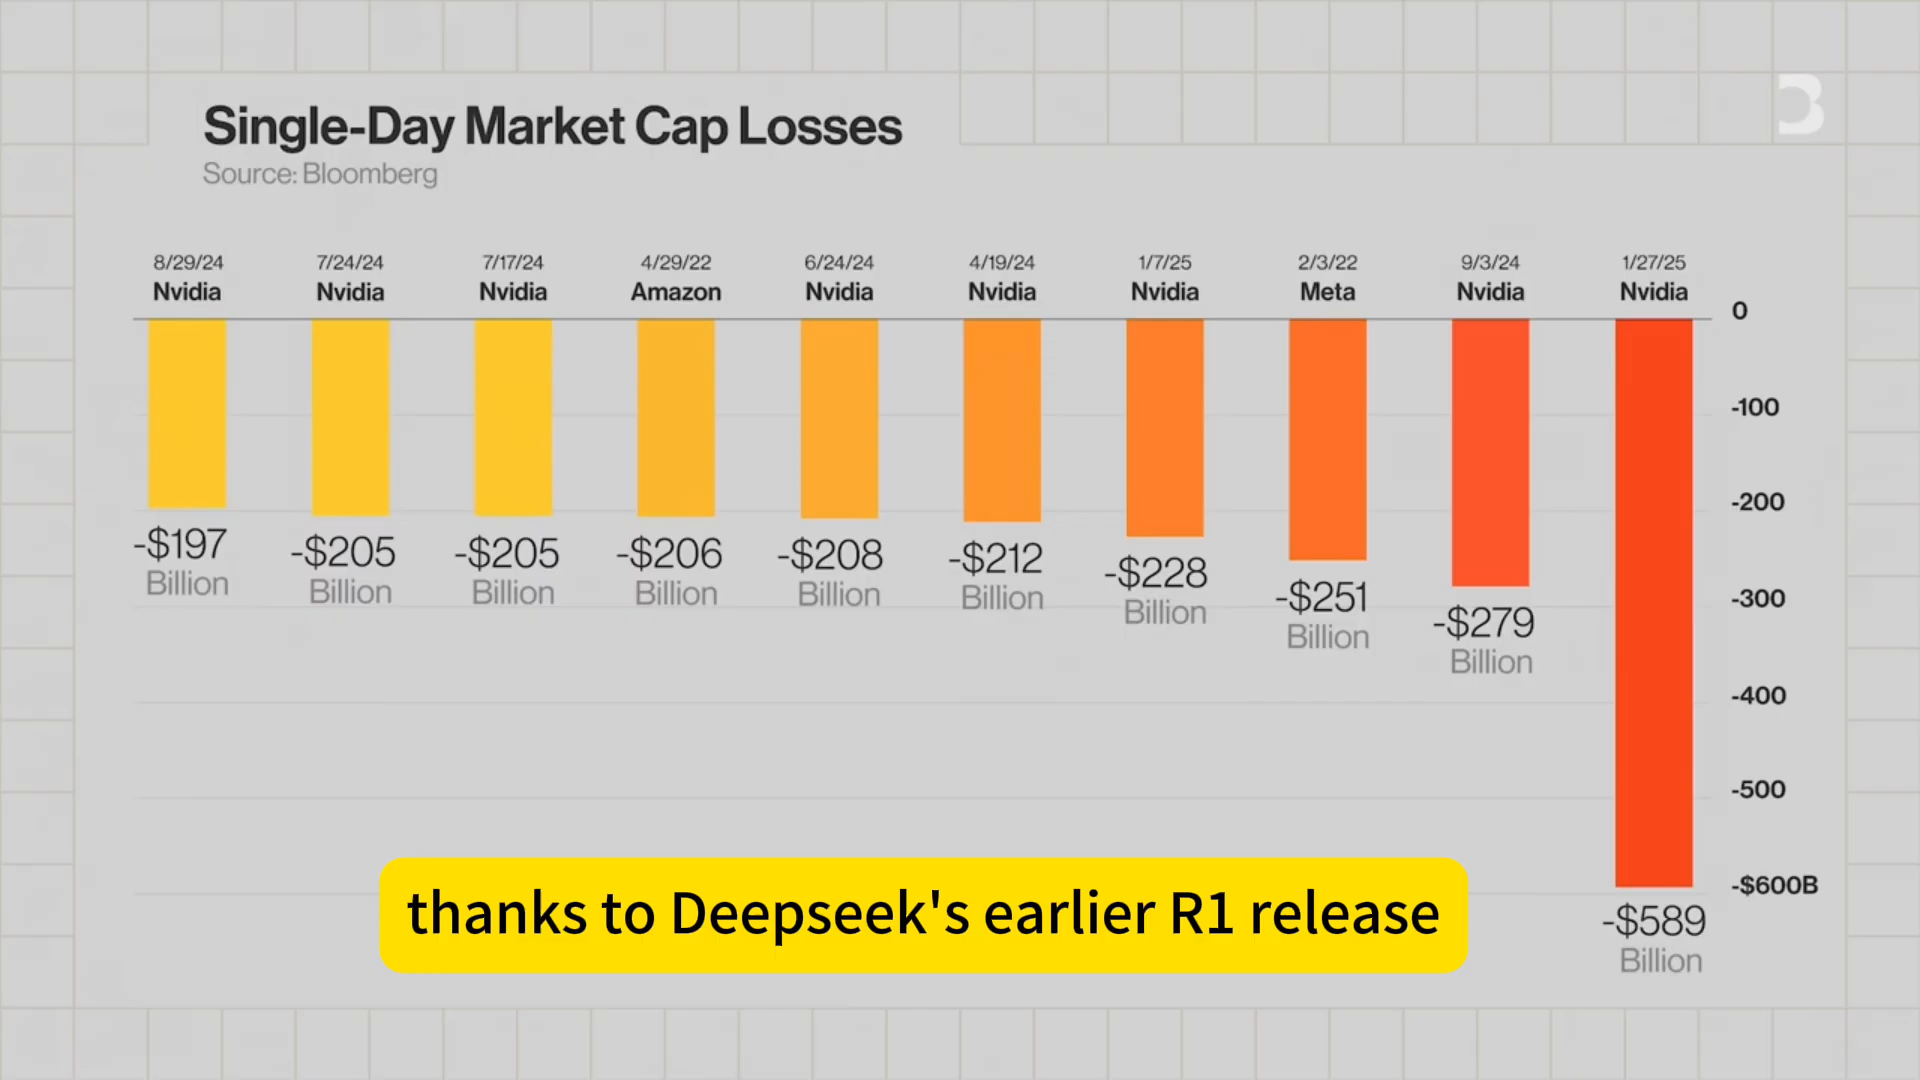 Single-Day Market Cap Losses
Source: Bloomberg
8/29/24 7/24/24 7/17/24 4/29/22 6/24/24 4/19/24 1/7/25 2/3/22 9/3/24 1/27/25
Nvidia Nvidia Nvidia Amazon Nvidia Nvidia Nvidia Meta Nvidia Nvidia
0
-100
-200
-300
-400
-500
-$600B
-$197 -$205 -$205 -$206 -$208 -$212 -$228 -$251 -$279 -$589
Billion Billion Billion Billion Billion Billion Billion Billion Billion Billion
thanks to Deepseek's earlier R1 release